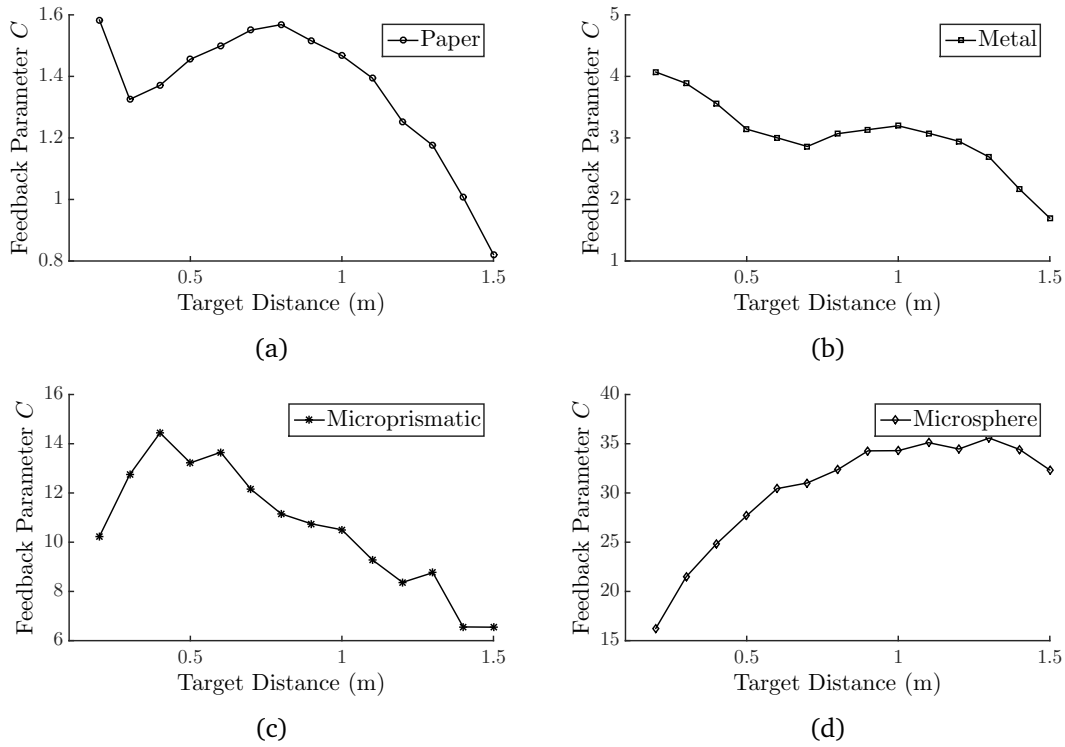 1.6
1.4
1.2
1
0.8
Feedback Parameter C
Paper
0.5
1
1.5
Target Distance (m)
(a)
5
4
3
2
1
Feedback Parameter C
Metal
0.5
1
1.5
Target Distance (m)
(b)
16
14
12
10
8
6
Feedback Parameter C
Microprismatic
0.5
1
1.5
Target Distance (m)
(c)
40
35
30
25
20
15
Feedback Parameter C
Microsphere
0.5
1
1.5
Target Distance (m)
(d)